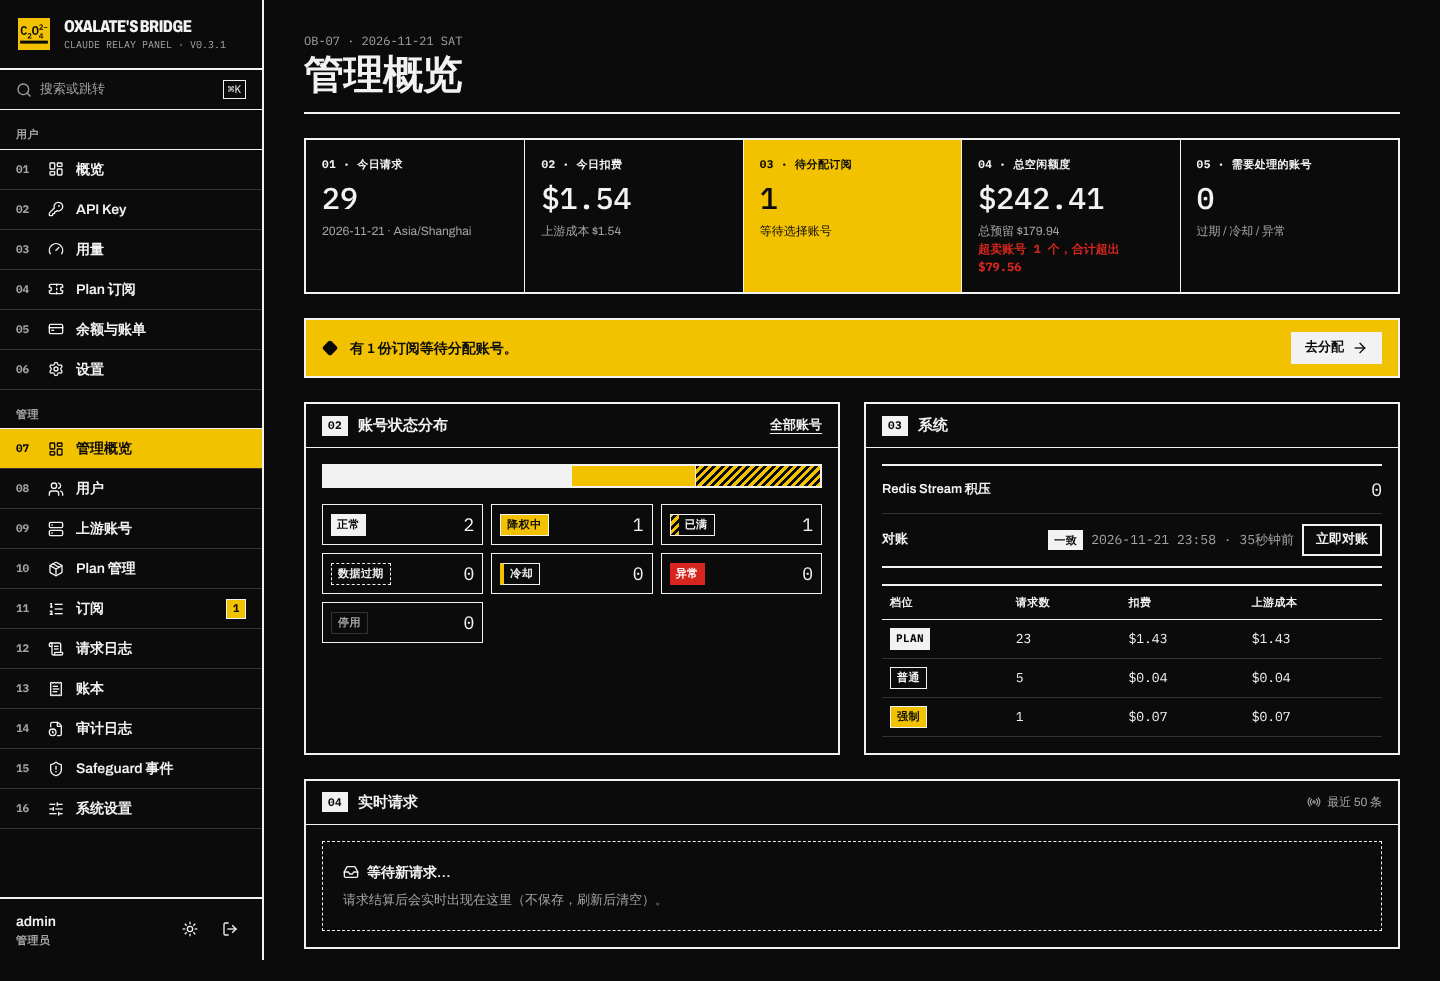 C₂O₄²⁻
OXALATE'S BRIDGE
CLAUDE RELAY PANEL · V0.3.1
搜索或跳转 ⌘K
用户
01 概览
02 API Key
03 用量
04 Plan 订阅
05 余额与账单
06 设置
管理
07 管理概览
08 用户
09 上游账号
10 Plan 管理
11 订阅 1
12 请求日志
13 账本
14 审计日志
15 Safeguard 事件
16 系统设置
admin
管理员
OB-07 · 2026-11-21 SAT
管理概览
01 · 今日请求
29
2026-11-21 · Asia/Shanghai
02 · 今日扣费
$1.54
上游成本 $1.54
03 · 待分配订阅
1
等待选择账号
04 · 总空闲额度
$242.41
总预留 $179.94
超卖账号 1 个，合计超出
$79.56
05 · 需要处理的账号
0
过期 / 冷却 / 异常
有 1 份订阅等待分配账号。 去分配
02 账号状态分布 全部账号
正常 2 降权中 1 已满 1
数据过期 0 冷却 0 异常 0
停用 0
03 系统
Redis Stream 积压 0
对账 一致 2026-11-21 23:58 · 35秒钟前 立即对账
档位 请求数 扣费 上游成本
PLAN 23 $1.43 $1.43
普通 5 $0.04 $0.04
强制 1 $0.07 $0.07
04 实时请求 最近 50 条
等待新请求…
请求结算后会实时出现在这里（不保存，刷新后清空）。